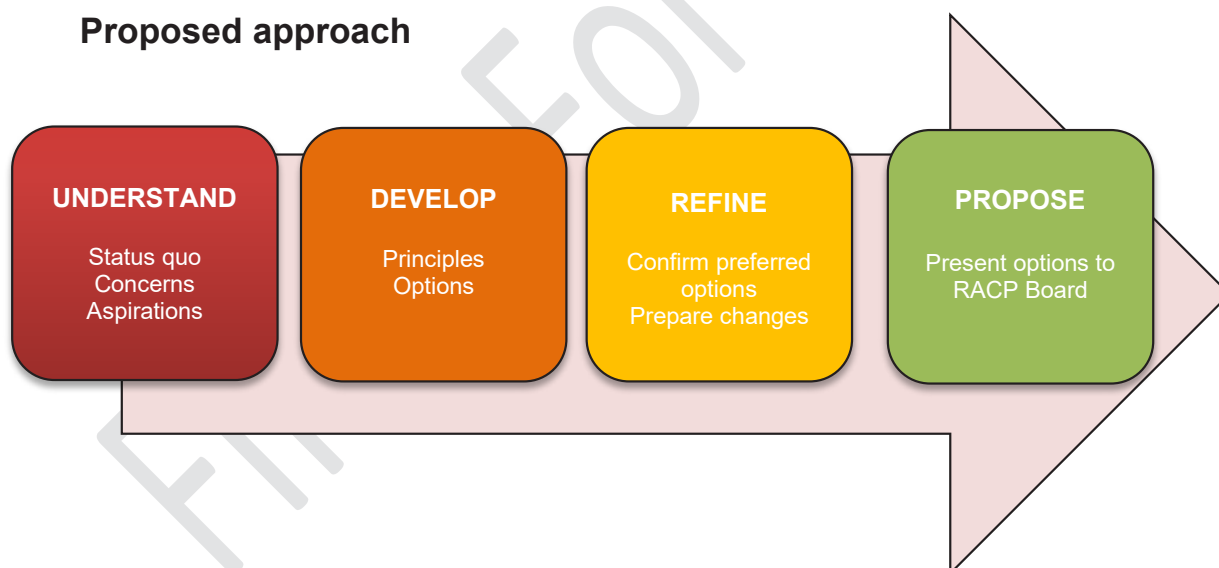 Proposed approach
UNDERSTAND
Status quo
Concerns
Aspirations
DEVELOP
Principles
Options
REFINE
Confirm preferred
options
Prepare changes
PROPOSE
Present options to
RACP Board